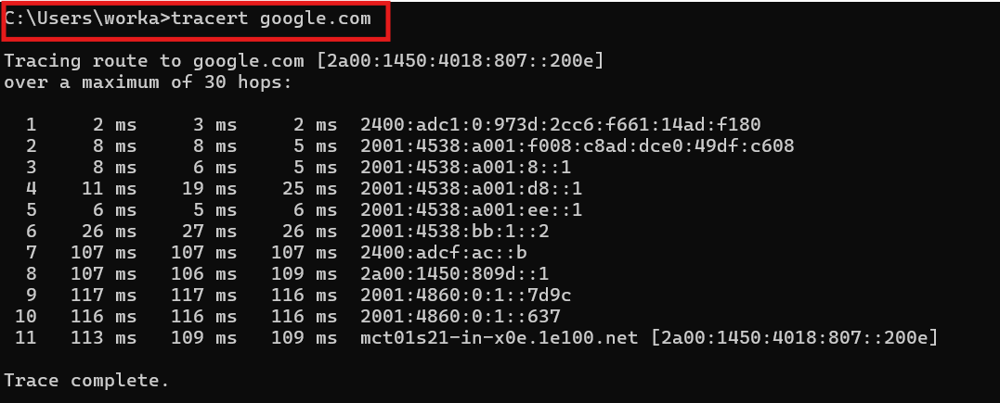 C:\Users\worka>tracert google.com
Tracing route to google.com [2a00:1450:4018:807::200e]
over a maximum of 30 hops:
1 2 ms 3 ms 2 ms 2400:adc1:0:973d:2cc6:f661:14ad:f180
2 8 ms 8 ms 5 ms 2001:4538:a001:f008:c8ad:dce0:49df:c608
3 8 ms 6 ms 5 ms 2001:4538:a001:8::1
4 11 ms 19 ms 25 ms 2001:4538:a001:d8::1
5 6 ms 5 ms 6 ms 2001:4538:a001:ee::1
6 26 ms 27 ms 26 ms 2001:4538:bb:1::2
7 107 ms 107 ms 107 ms 2400:adcf:ac::b
8 107 ms 106 ms 109 ms 2a00:1450:809d::1
9 117 ms 117 ms 116 ms 2001:4860:0:1::7d9c
10 116 ms 116 ms 116 ms 2001:4860:0:1::637
11 113 ms 109 ms 109 ms mct01s21-in-x0e.1e100.net [2a00:1450:4018:807::200e]
Trace complete.